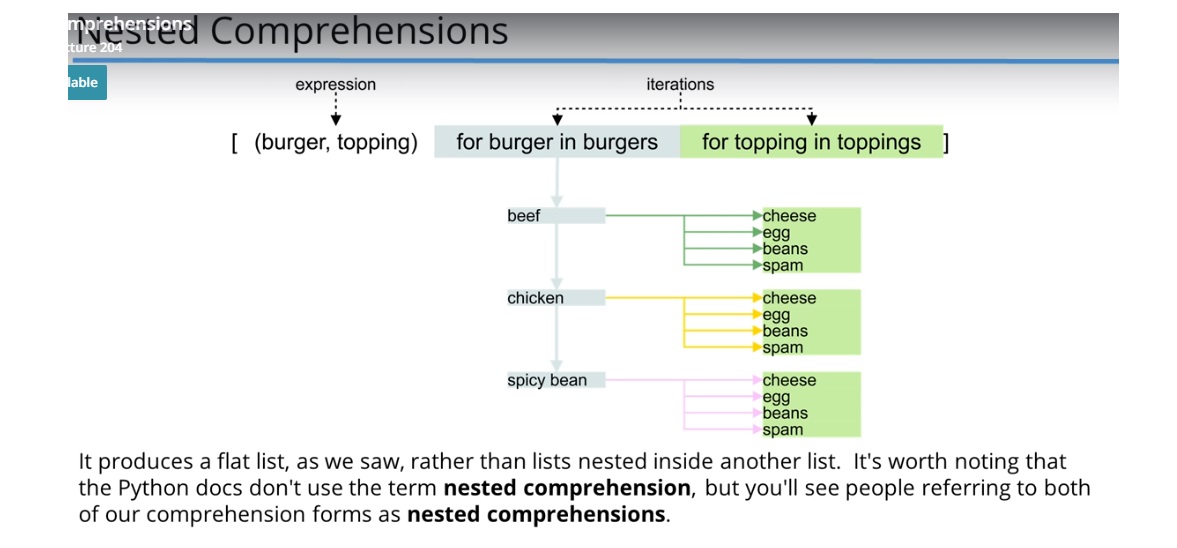 mprehensions
Nested Comprehensions
cture 204
lable
expression
iterations
[ (burger, topping) for burger in burgers for topping in toppings ]
beef
cheese
egg
beans
spam
chicken
cheese
egg
beans
spam
spicy bean
cheese
egg
beans
spam
It produces a flat list, as we saw, rather than lists nested inside another list. It's worth noting that
the Python docs don't use the term nested comprehension, but you'll see people referring to both
of our comprehension forms as nested comprehensions.